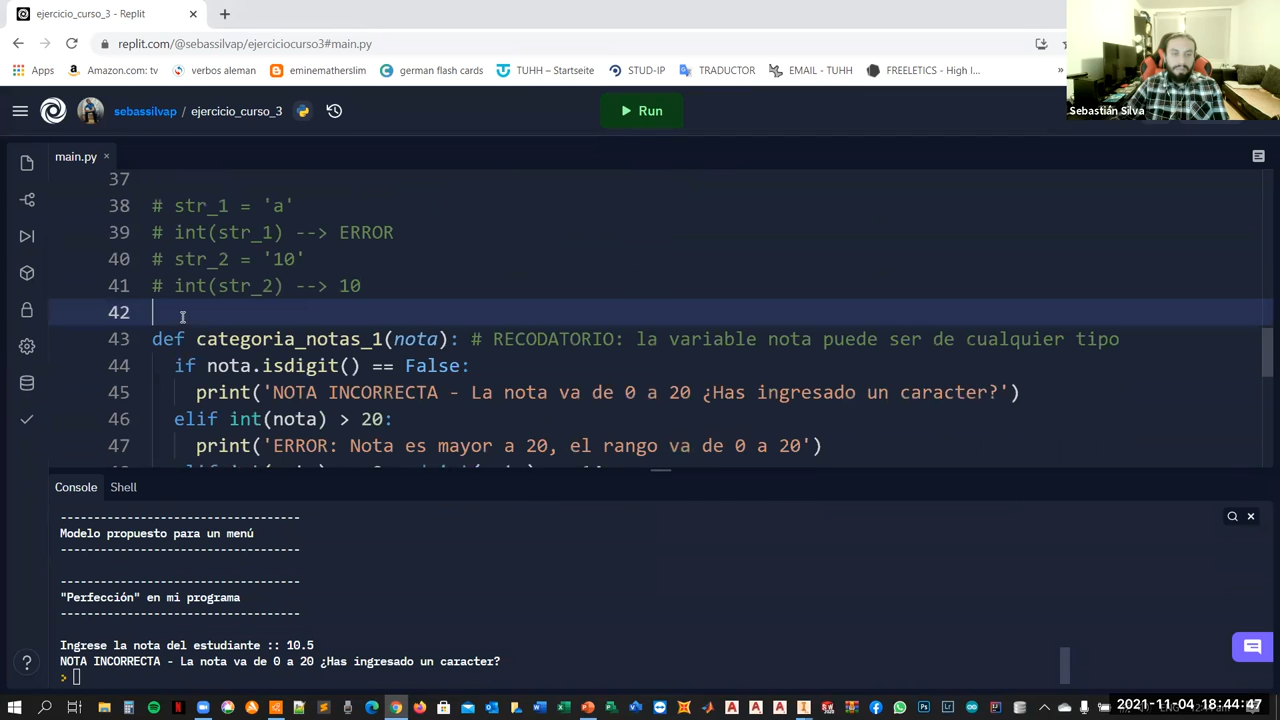 ejercicio_curso_3 - Replit
replit.com/@sebassilvap/ejerciciocurso3#main.py
Apps
Amazon.com: tv
verbos aleman
eminematherslim
german flash cards
TUHH – Startseite
STUD-IP
TRADUCTOR
EMAIL - TUHH
FREELETICS - High I...
Sebastián Silva
sebassilvap / ejercicio_curso_3
Run
main.py
37
38 # str_1 = 'a'
39 # int(str_1) --> ERROR
40 # str_2 = '10'
41 # int(str_2) --> 10
42
43 def categoria_notas_1(nota): # RECODATORIO: la variable nota puede ser de cualquier tipo
44 if nota.isdigit() == False:
45 print('NOTA INCORRECTA - La nota va de 0 a 20 ¿Has ingresado un caracter?')
46 elif int(nota) > 20:
47 print('ERROR: Nota es mayor a 20, el rango va de 0 a 20')
Console Shell
-----------------------------------
Modelo propuesto para un menú
-----------------------------------
-----------------------------------
"Perfección" en mi programa
-----------------------------------
Ingrese la nota del estudiante :: 10.5
NOTA INCORRECTA - La nota va de 0 a 20 ¿Has ingresado un caracter?
>
2021-11-04 18:44:47